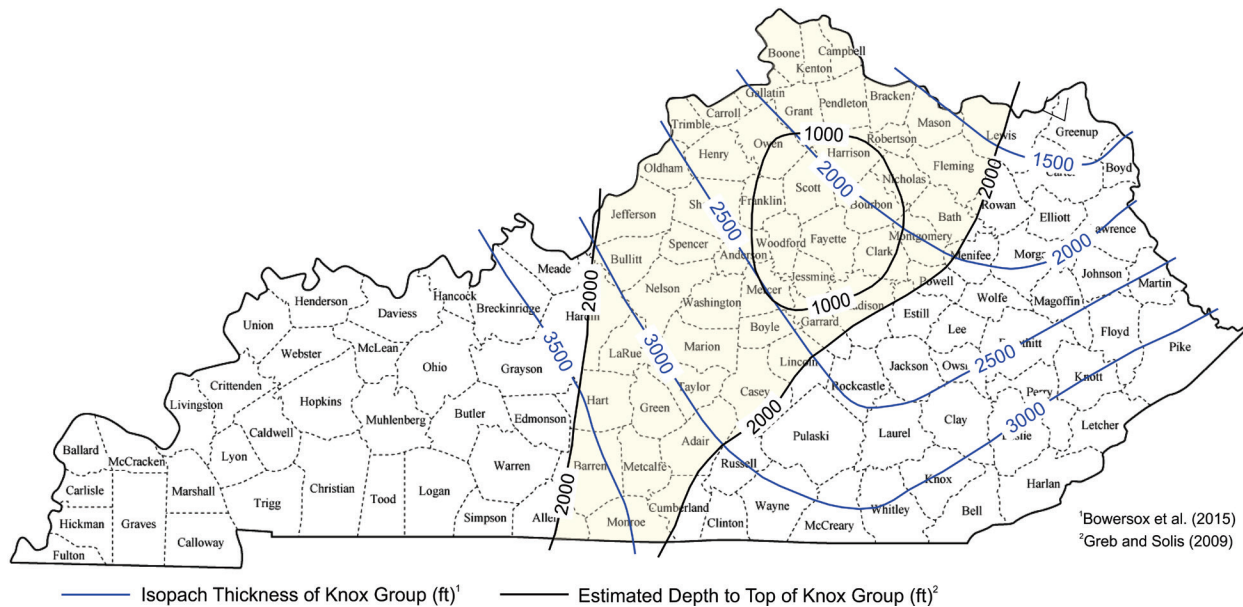 Boone
Campbell
Kenton
Gallatin
Grant
Pendleton
Bracken
Carroll
Trimble
Owen
1000
Robertson
Mason
Lewis
Greenup
1500
Boyd
Henry
Harrison
Fleming
Oldham
Scott
2000
Nicholas
2000
Rowan
Elliott
Franklin
Bourbon
Bath
2500
Jefferson
Woodford
Fayette
Montgomery
Menifee
2000
Spencer
Anderson
Clark
Bullitt
Meade
Jessmine
Powell
Johnson
Martin
Nelson
Mercer
Washington
1000
Wolfe
Magoffin
Henderson
Hancock
Breckinridge
2000
Daviess
Union
Boyle
Garrard
Estill
Lee
Floyd
McLean
3500
3000
LaRue
Marion
Lincoln
Jackson
2500
Pike
Webster
Ohio
Grayson
Rockcastle
Knott
Crittenden
Hopkins
Taylor
Casey
Perry
3000
Livingston
Muhlenberg
Butler
Edmonson
Hart
Green
2000
Clay
Letcher
Caldwell
Pulaski
Laurel
Adair
Ballard
McCracken
Lyon
Warren
Barren
Metcalfe
Russell
Knox
Harlan
Carlisle
Marshall
Trigg
Christian
Tood
Logan
2000
Cumberland
Wayne
Whitley
Bell
Hickman
Graves
Simpson
Monroe
Clinton
McCreary
Calloway
Fulton
¹Bowersox et al. (2015)
²Greb and Solis (2009)
Isopach Thickness of Knox Group (ft)¹
Estimated Depth to Top of Knox Group (ft)²